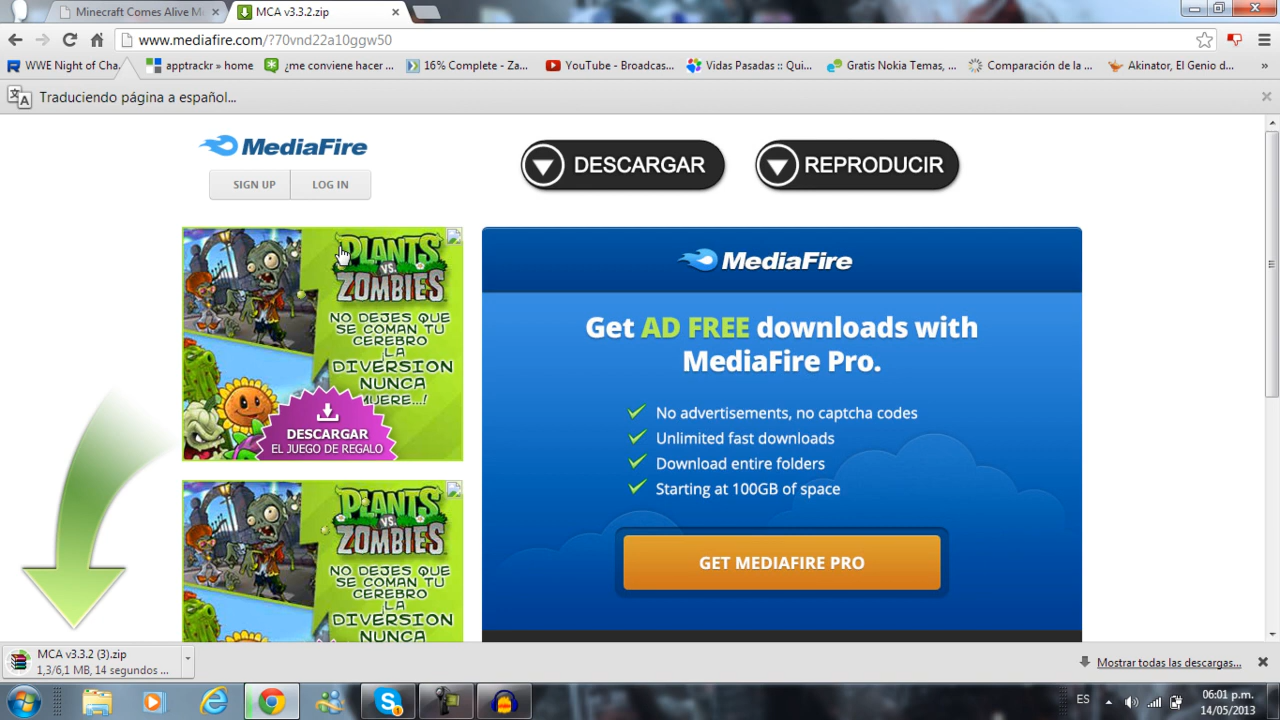 Minecraft Comes Alive M
MCA v3.3.2.zip
www.mediafire.com/?70vnd22a10ggw50
WWE Night of Cha...
apptrackr » home
¿me conviene hacer ...
16% Complete - Za...
YouTube - Broadcas...
Vidas Pasadas :: Qui...
Gratis Nokia Temas, ...
Comparación de la ...
Akinator, El Genio d...
Traduciendo página a español...
MediaFire
SIGN UP
LOG IN
DESCARGAR
REPRODUCIR
PLANTS
VS.
ZOMBIES
NO DEJES QUE
SE COMAN TU
CEREBRO
¡LA
DIVERSION
NUNCA
MUERE...!
DESCARGAR
EL JUEGO DE REGALO
PLANTS
VS.
ZOMBIES
NO DEJES QUE
SE COMAN TU
CEREBRO
¡LA
DIVERSION
NUNCA
MediaFire
Get AD FREE downloads with
MediaFire Pro.
No advertisements, no captcha codes
Unlimited fast downloads
Download entire folders
Starting at 100GB of space
GET MEDIAFIRE PRO
MCA v3.3.2 (3).zip
1,3/6,1 MB, 14 segundos ...
Mostrar todas las descargas...
ES
06:01 p.m.
14/05/2013